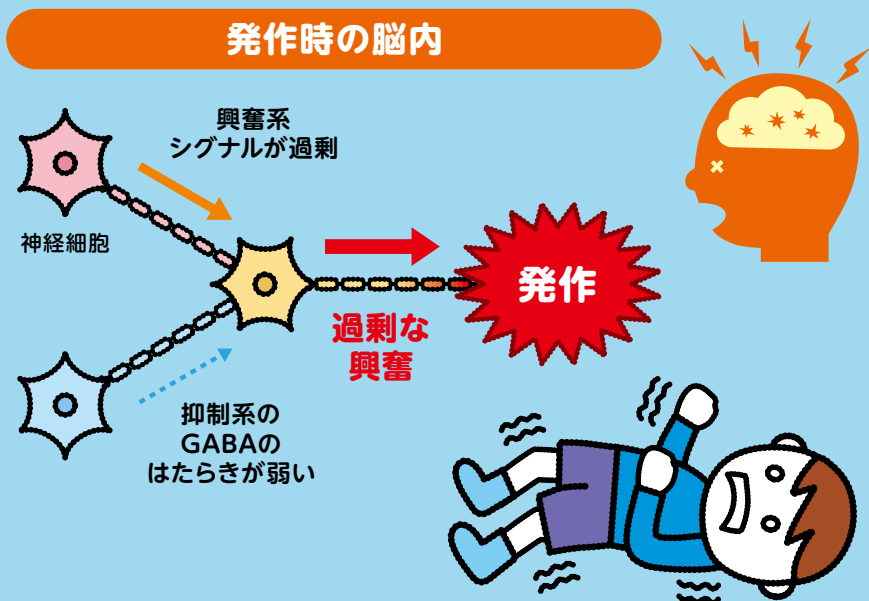 発作時の脳内
興奮系
シグナルが過剰
神経細胞
発作
過剰な
興奮
抑制系の
GABAの
はたらきが弱い